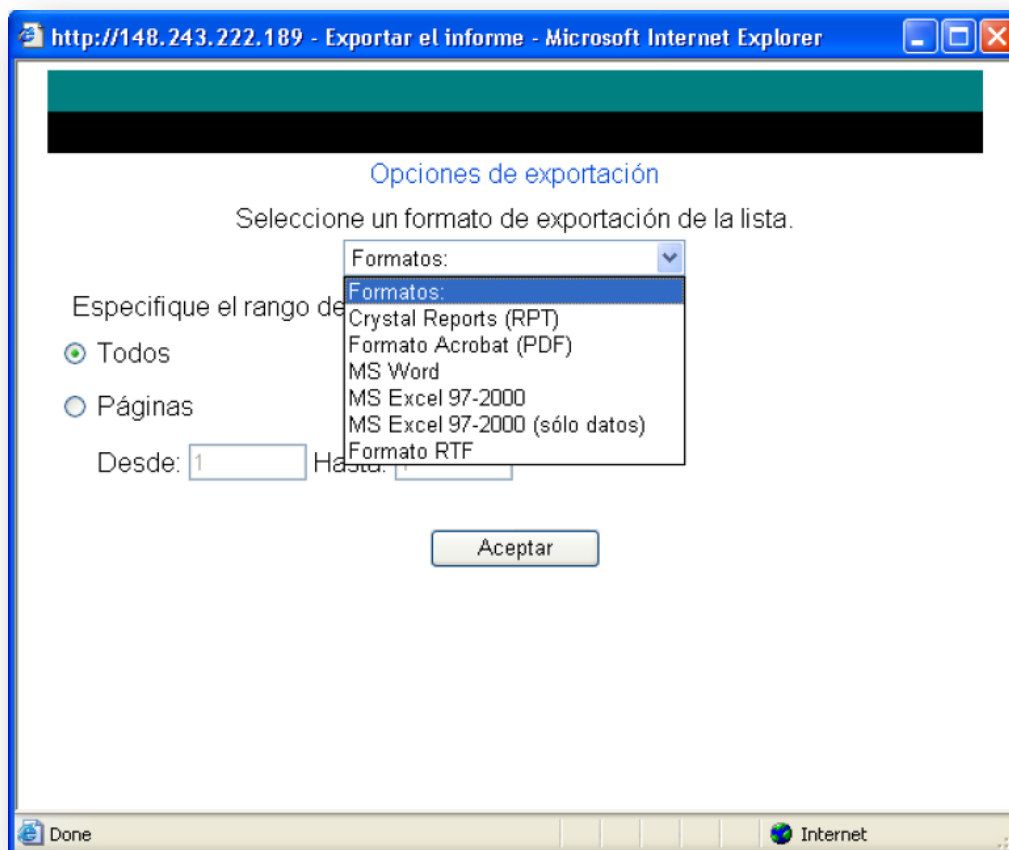 http://148.243.222.189 - Exportar el informe - Microsoft Internet Explorer
Opciones de exportación
Seleccione un formato de exportación de la lista.
Formatos:
Formatos:
Crystal Reports (RPT)
Formato Acrobat (PDF)
MS Word
MS Excel 97-2000
MS Excel 97-2000 (sólo datos)
Formato RTF
Especifique el rango de
Todos
Páginas
Desde: 1 Hasta:
Aceptar
Done Internet